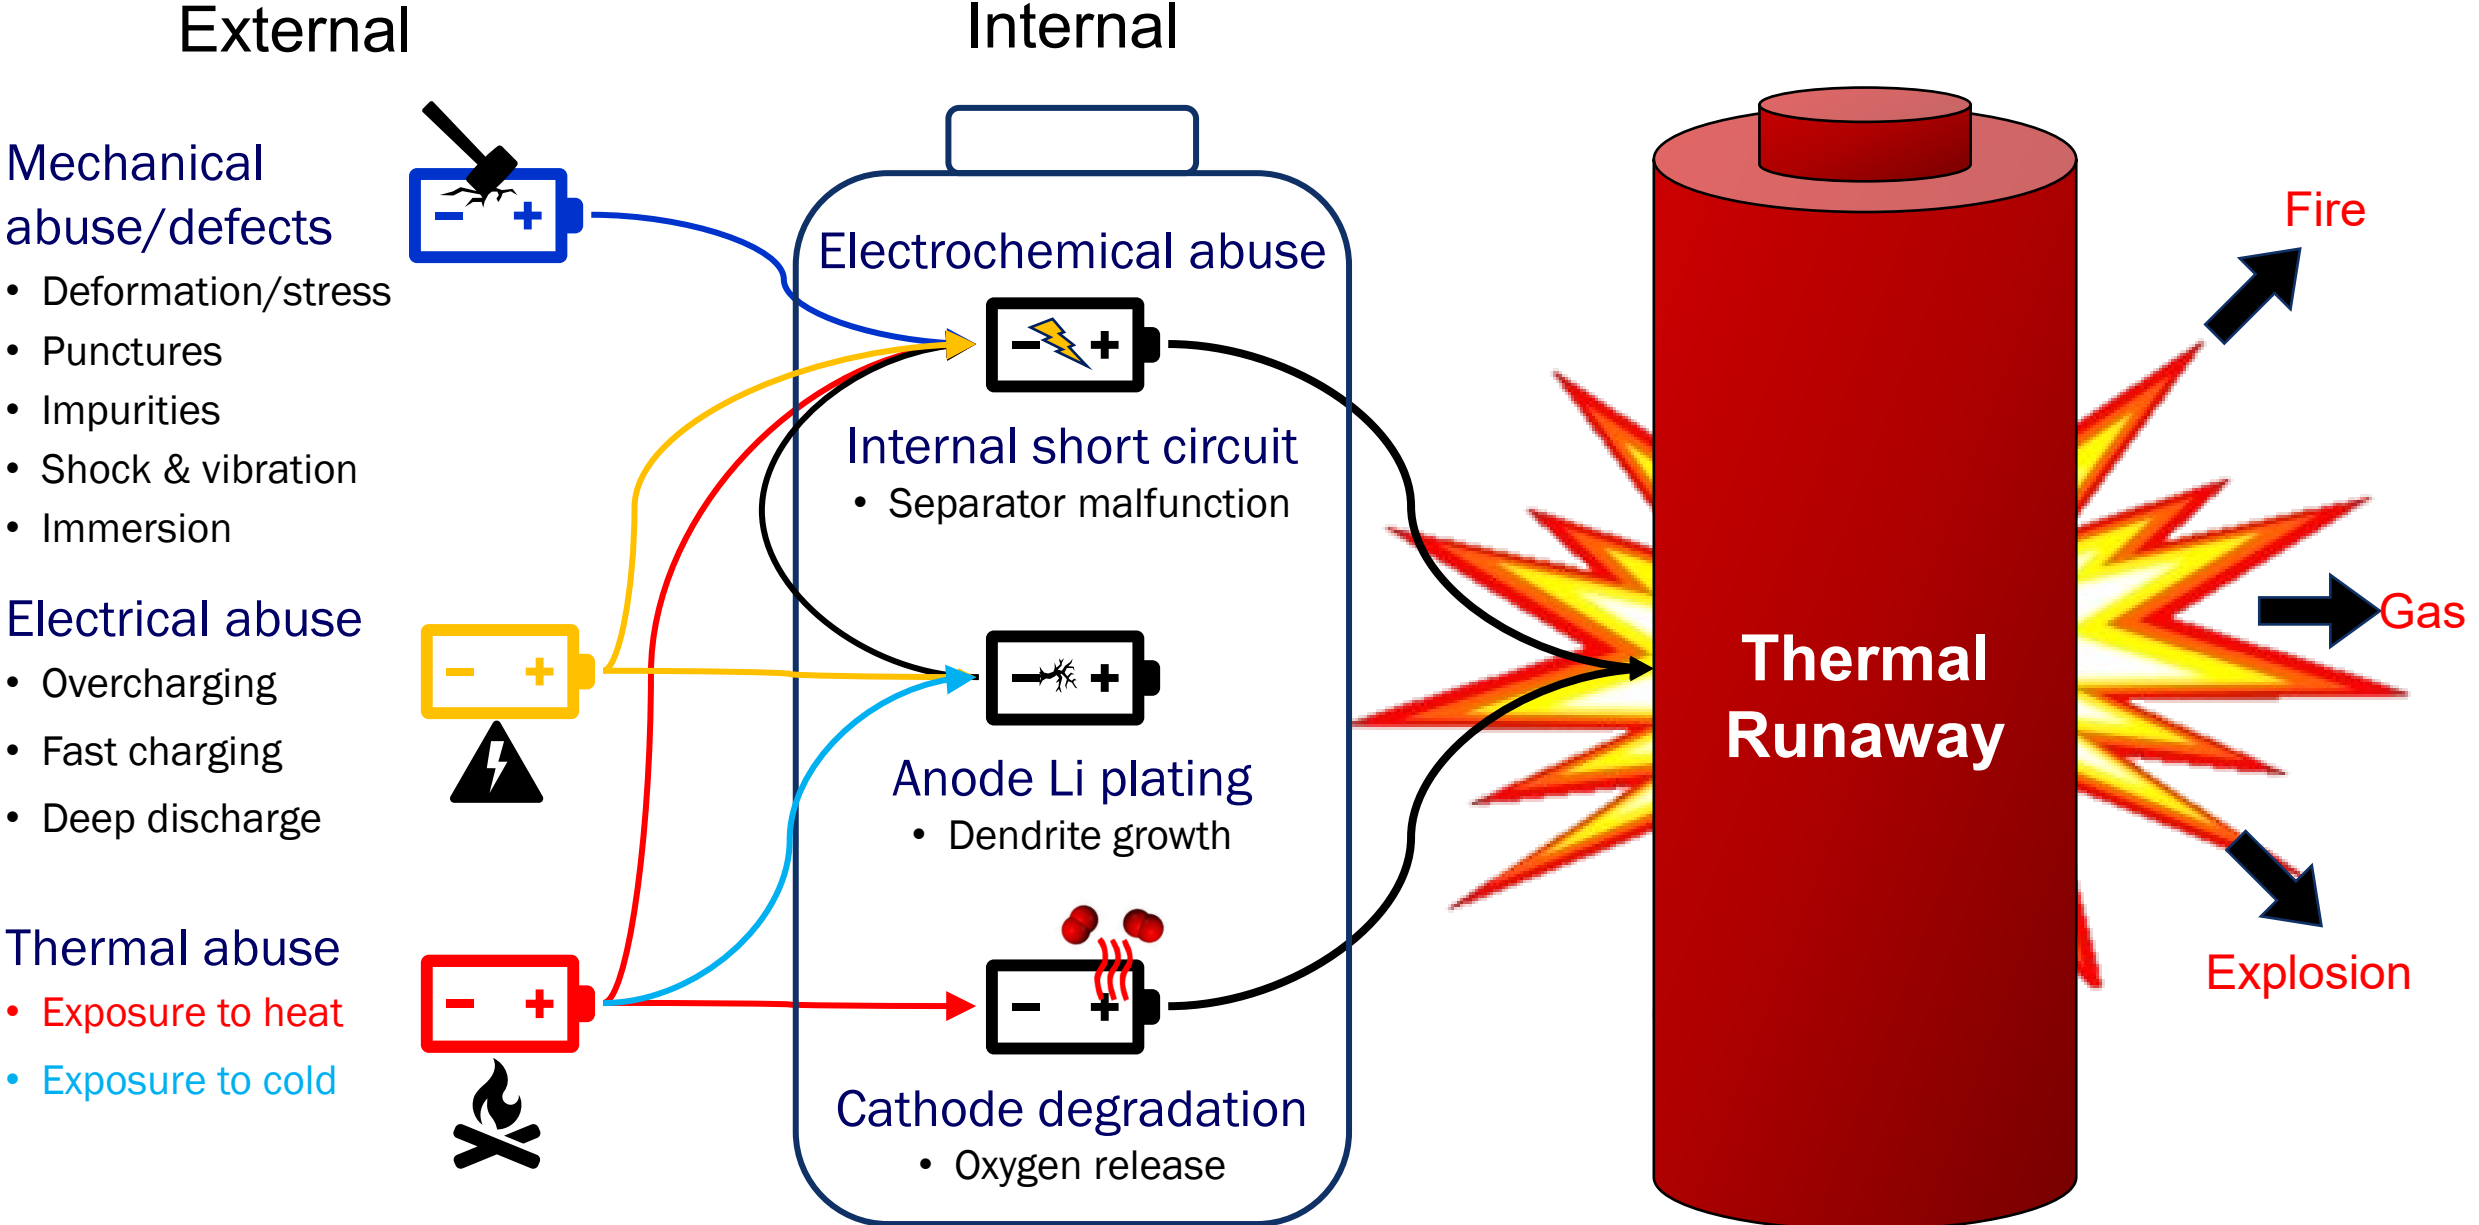 External
Internal
Mechanical
abuse/defects
• Deformation/stress
• Punctures
• Impurities
• Shock & vibration
• Immersion
Electrical abuse
• Overcharging
• Fast charging
• Deep discharge
Thermal abuse
• Exposure to heat
• Exposure to cold
Electrochemical abuse
Internal short circuit
• Separator malfunction
Anode Li plating
• Dendrite growth
Cathode degradation
• Oxygen release
Thermal
Runaway
Fire
Gas
Explosion